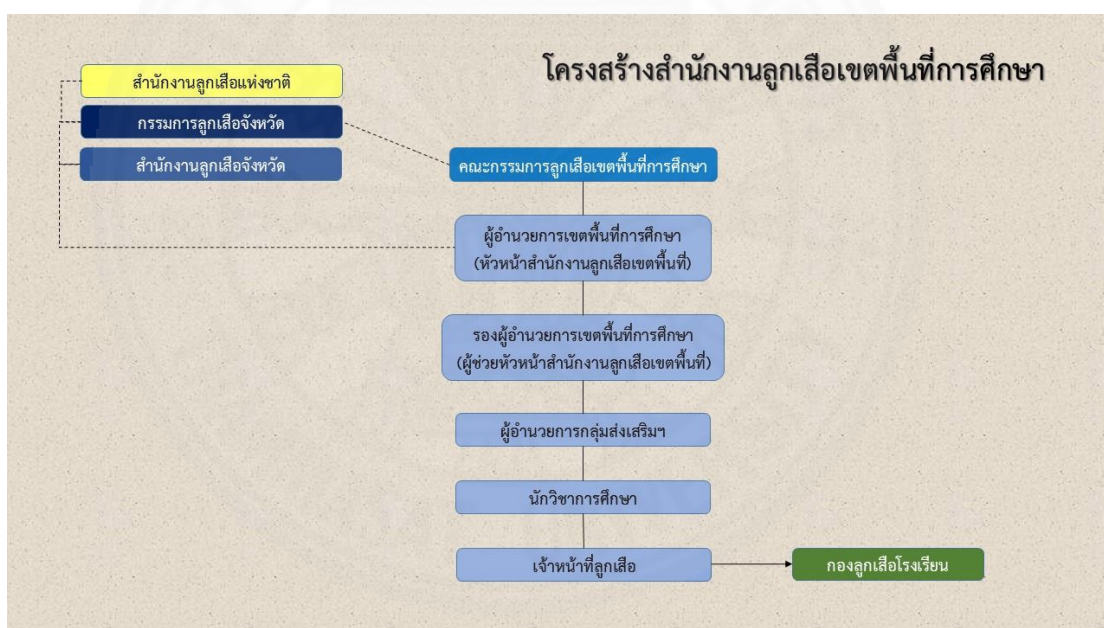 โครงสร้างสำนักงานลูกเสือเขตพื้นที่การศึกษา
สำนักงานลูกเสือแห่งชาติ
กรรมการลูกเสือจังหวัด
สำนักงานลูกเสือจังหวัด
คณะกรรมการลูกเสือเขตพื้นที่การศึกษา
ผู้อำนวยการเขตพื้นที่การศึกษา
(หัวหน้าสำนักงานลูกเสือเขตพื้นที่)
รองผู้อำนวยการเขตพื้นที่การศึกษา
(ผู้ช่วยหัวหน้าสำนักงานลูกเสือเขตพื้นที่)
ผู้อำนวยการกลุ่มส่งเสริมฯ
นักวิชาการศึกษา
เจ้าหน้าที่ลูกเสือ
กองลูกเสือโรงเรียน